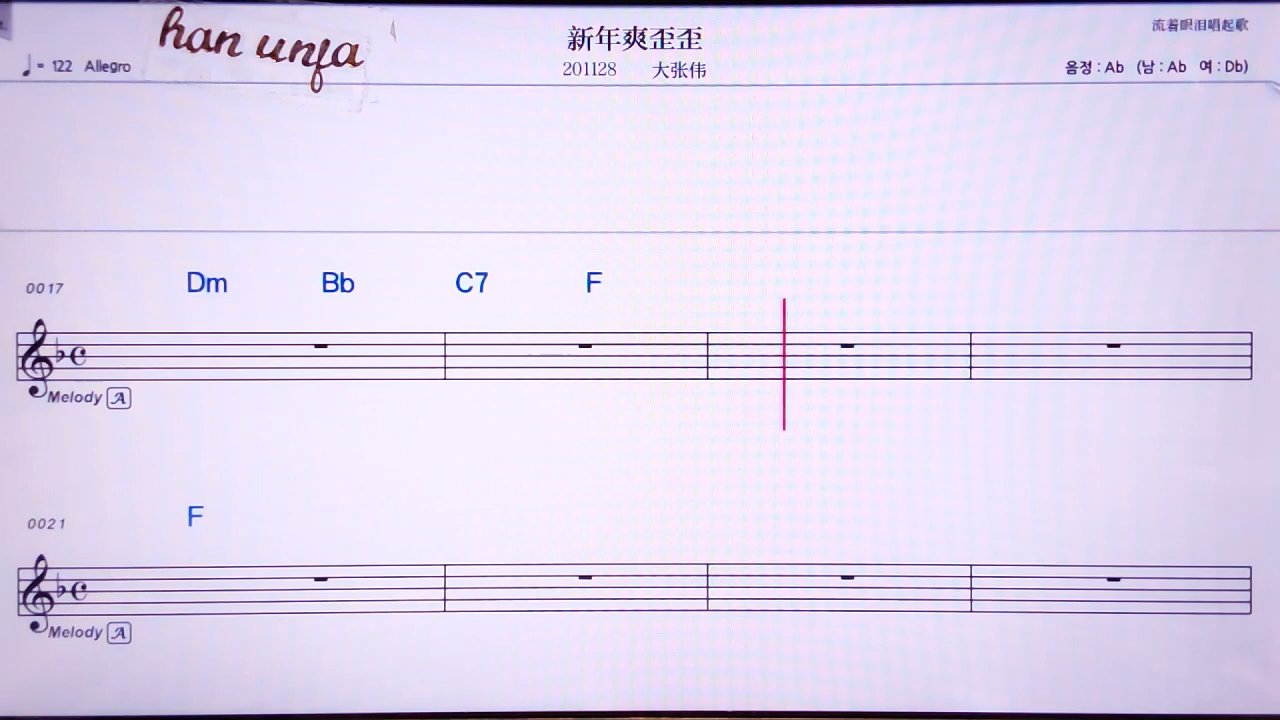 han unfa
新年爽歪歪
流着眼泪唱起歌
♩= 122 Allegro
201128 大张伟
음정 : Ab (남 : Ab 여 : Db)
Dm Bb C7 F
0017
Melody A
F
0021
Melody A